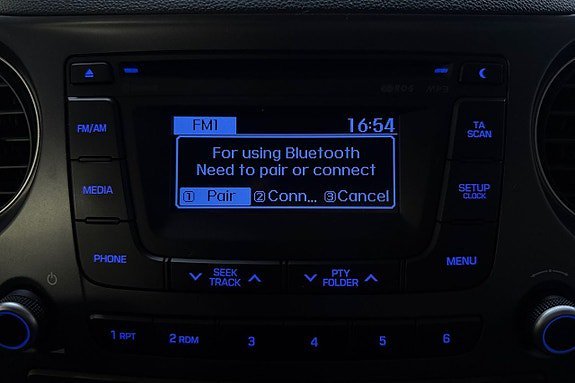 RDS MP3
FM/AM
FM1 16:54
TA
SCAN
For using Bluetooth
Need to pair or connect
① Pair ② Conn... ③ Cancel
MEDIA
SETUP
CLOCK
PHONE
SEEK
TRACK
PTY
FOLDER
MENU
1 RPT 2 RDM 3 4 5 6